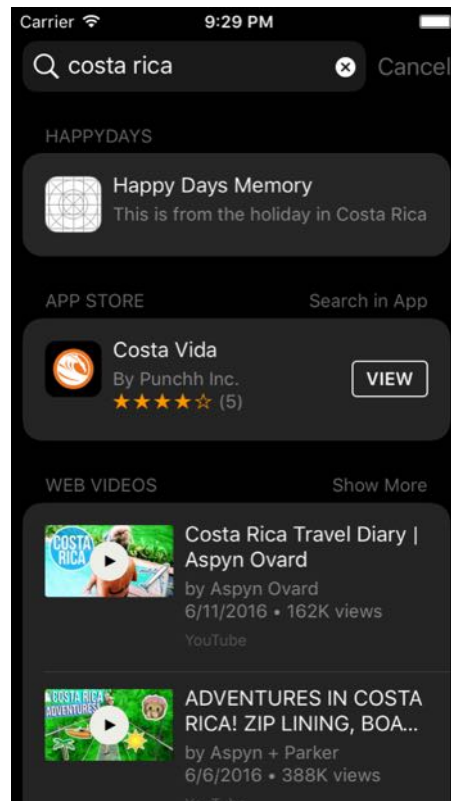 Carrier 9:29 PM
costa rica Cancel
HAPPYDAYS
Happy Days Memory
This is from the holiday in Costa Rica
APP STORE Search in App
Costa Vida
By Punchh Inc.
VIEW
★★★★☆ (5)
WEB VIDEOS Show More
COSTA
RICA
Costa Rica Travel Diary |
Aspyn Ovard
by Aspyn Ovard
6/11/2016 • 162K views
YouTube
COSTA RICA
ADVENTURES!
ADVENTURES IN COSTA
RICA! ZIP LINING, BOA...
by Aspyn + Parker
6/6/2016 • 388K views